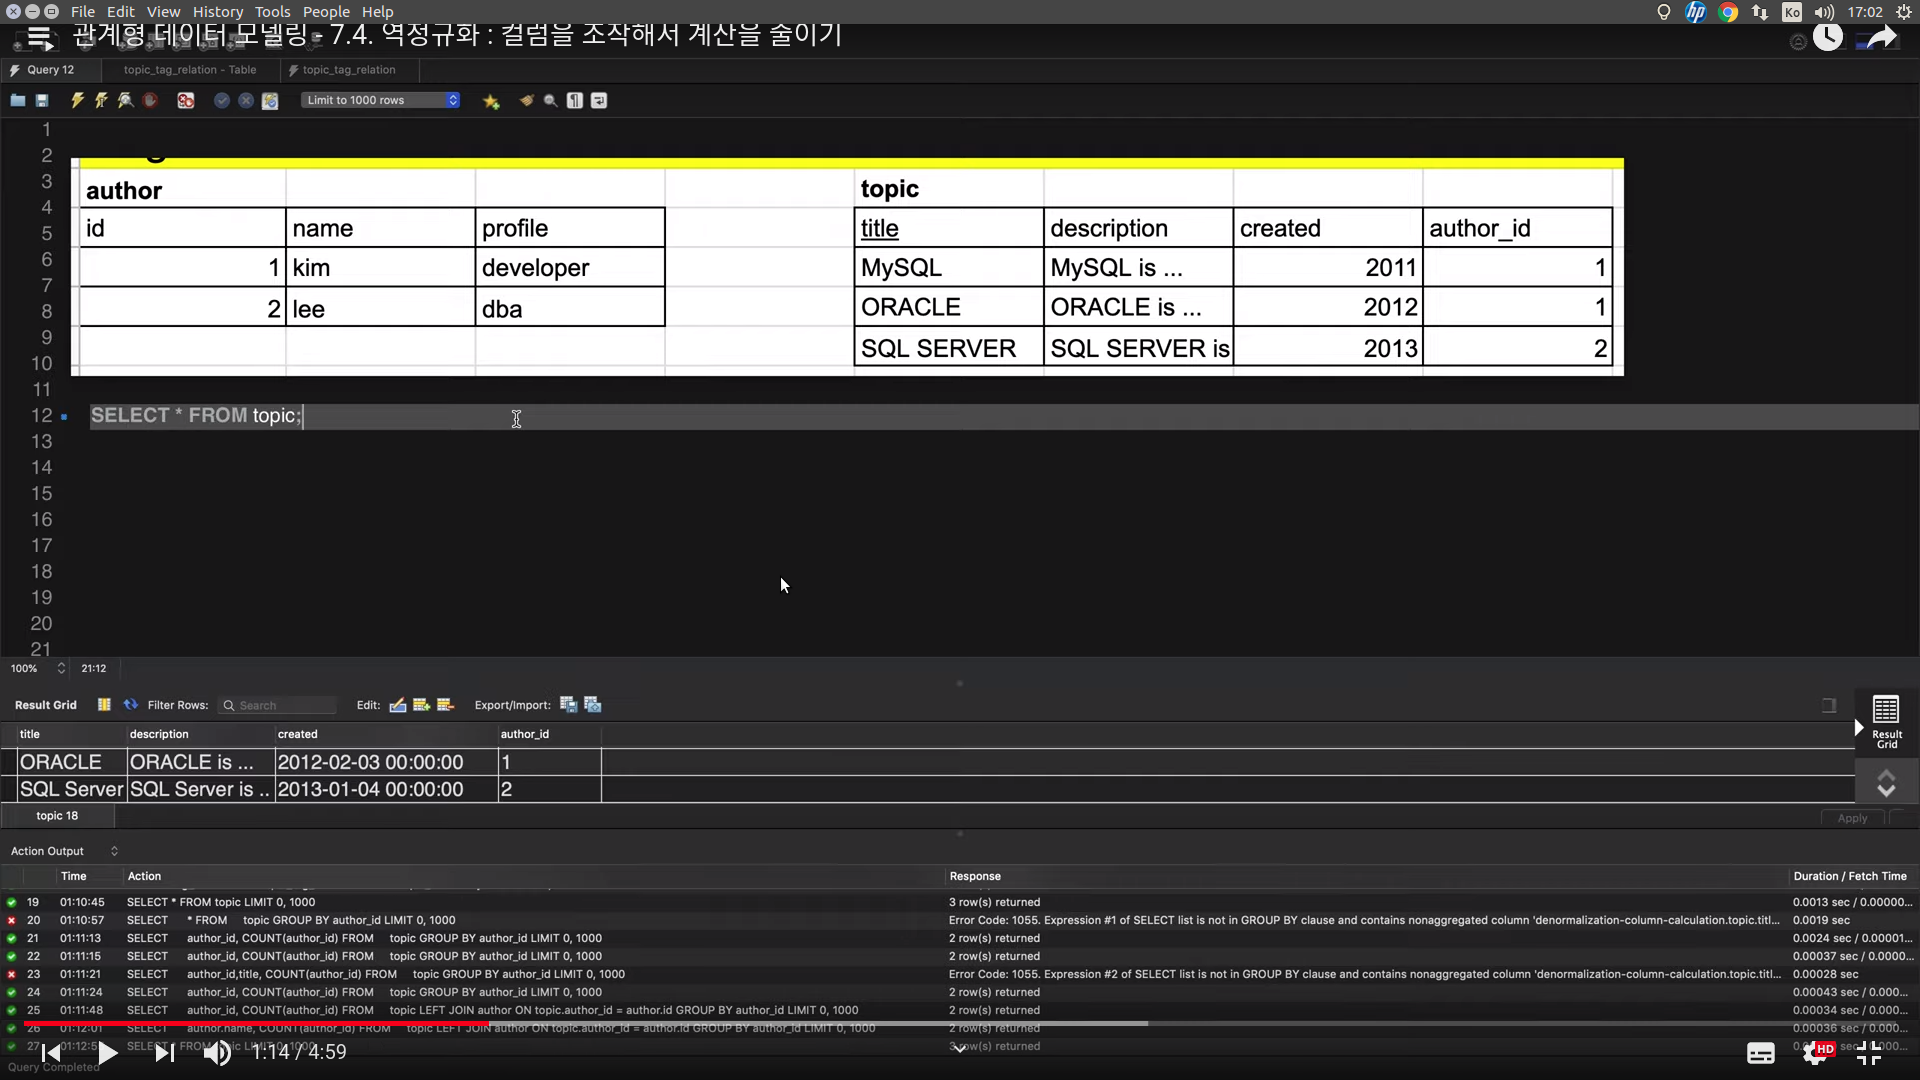 File Edit View History Tools People Help
Ko 17:02
관계형 데이터 모델링 - 7.4. 역정규화 : 컬럼을 조작해서 계산을 줄이기
Query 12 topic_tag_relation - Table topic_tag_relation
Limit to 1000 rows
1
2
3
4
5
6
7
8
9
10
11
12
13
14
15
16
17
18
19
20
21
author
id name profile
1 kim developer
2 lee dba
topic
title description created author_id
MySQL MySQL is ... 2011 1
ORACLE ORACLE is ... 2012 1
SQL SERVER SQL SERVER is 2013 2
SELECT * FROM topic;
100% 21:12
Result Grid Filter Rows: Search Edit: Export/Import:
Result Grid
title description created author_id
ORACLE ORACLE is ... 2012-02-03 00:00:00 1
SQL Server SQL Server is .. 2013-01-04 00:00:00 2
topic 18 Apply
Action Output
Time Action Response Duration / Fetch Time
19 01:10:45 SELECT * FROM topic LIMIT 0, 1000 3 row(s) returned 0.0013 sec / 0.00000...
20 01:10:57 SELECT * FROM topic GROUP BY author_id LIMIT 0, 1000 Error Code: 1055. Expression #1 of SELECT list is not in GROUP BY clause and contains nonaggregated column 'denormalization-column-calculation.topic.titl... 0.0019 sec
21 01:11:13 SELECT author_id, COUNT(author_id) FROM topic GROUP BY author_id LIMIT 0, 1000 2 row(s) returned 0.0024 sec / 0.00001...
22 01:11:15 SELECT author_id, COUNT(author_id) FROM topic GROUP BY author_id LIMIT 0, 1000 2 row(s) returned 0.00037 sec / 0.0000...
23 01:11:21 SELECT author_id,title, COUNT(author_id) FROM topic GROUP BY author_id LIMIT 0, 1000 Error Code: 1055. Expression #2 of SELECT list is not in GROUP BY clause and contains nonaggregated column 'denormalization-column-calculation.topic.titl... 0.00028 sec
24 01:11:24 SELECT author_id, COUNT(author_id) FROM topic GROUP BY author_id LIMIT 0, 1000 2 row(s) returned 0.00043 sec / 0.000...
25 01:11:48 SELECT author_id, COUNT(author_id) FROM topic LEFT JOIN author ON topic.author_id = author.id GROUP BY author_id LIMIT 0, 1000 2 row(s) returned 0.00034 sec / 0.000...
26 01:12:01 SELECT author.name, COUNT(author_id) FROM topic LEFT JOIN author ON topic.author_id = author.id GROUP BY author_id LIMIT 0, 1000 2 row(s) returned 0.00036 sec / 0.000...
27 LIMIT 0, 1000 3 row(s) returned
1:14 / 4:59 HD
Query Completed